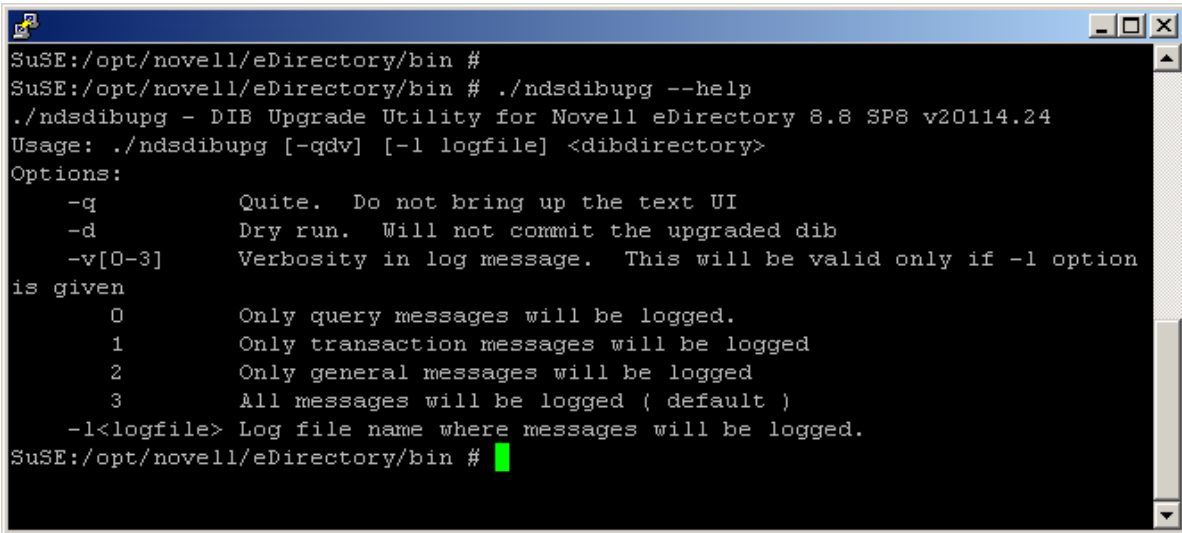 SuSE:/opt/novell/eDirectory/bin #
SuSE:/opt/novell/eDirectory/bin # ./ndsdibupg --help
./ndsdibupg - DIB Upgrade Utility for Novell eDirectory 8.8 SP8 v20114.24
Usage: ./ndsdibupg [-qdv] [-l logfile] <dibdirectory>
Options:
    -q          Quite.  Do not bring up the text UI
    -d          Dry run.  Will not commit the upgraded dib
    -v[0-3]     Verbosity in log message.  This will be valid only if -l option
is given
       0        Only query messages will be logged.
       1        Only transaction messages will be logged
       2        Only general messages will be logged
       3        All messages will be logged ( default )
    -l<logfile> Log file name where messages will be logged.
SuSE:/opt/novell/eDirectory/bin #